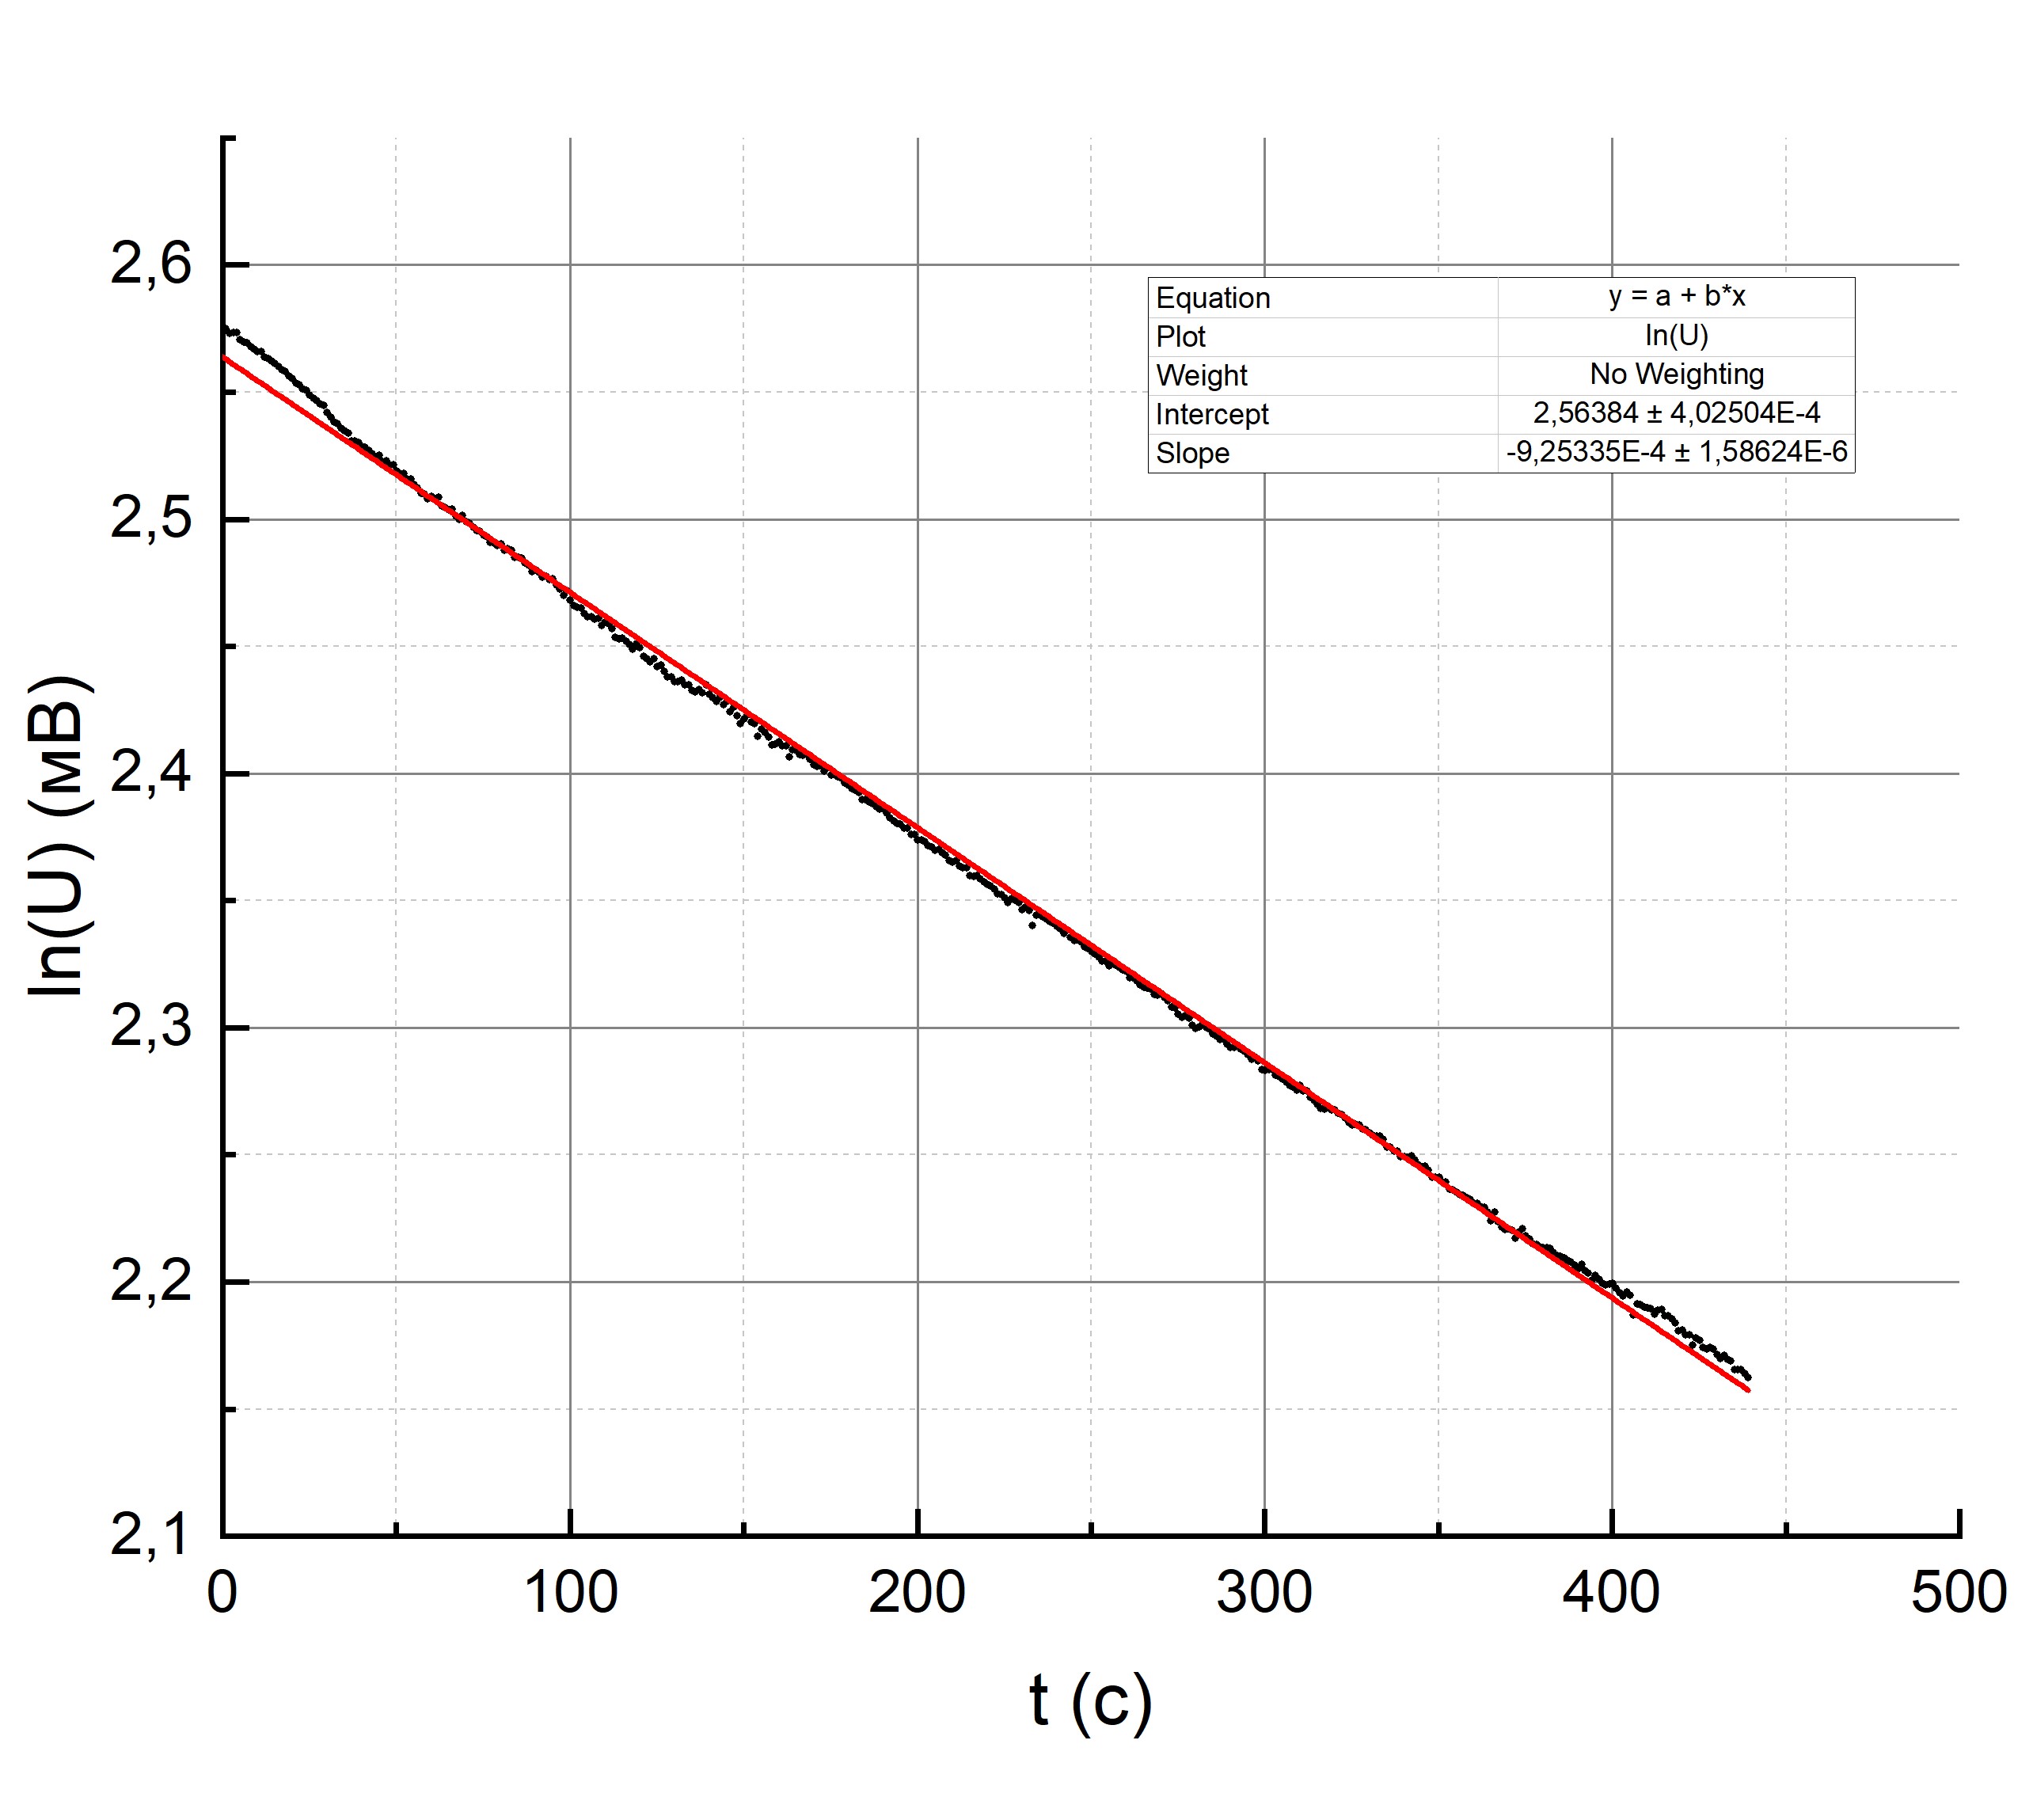 2,6
2,5
2,4
2,3
2,2
2,1
ln(U) (мВ)
Equation y = a + b*x
Plot ln(U)
Weight No Weighting
Intercept 2,56384 ± 4,02504E-4
Slope -9,25335E-4 ± 1,58624E-6
0 100 200 300 400 500
t (с)